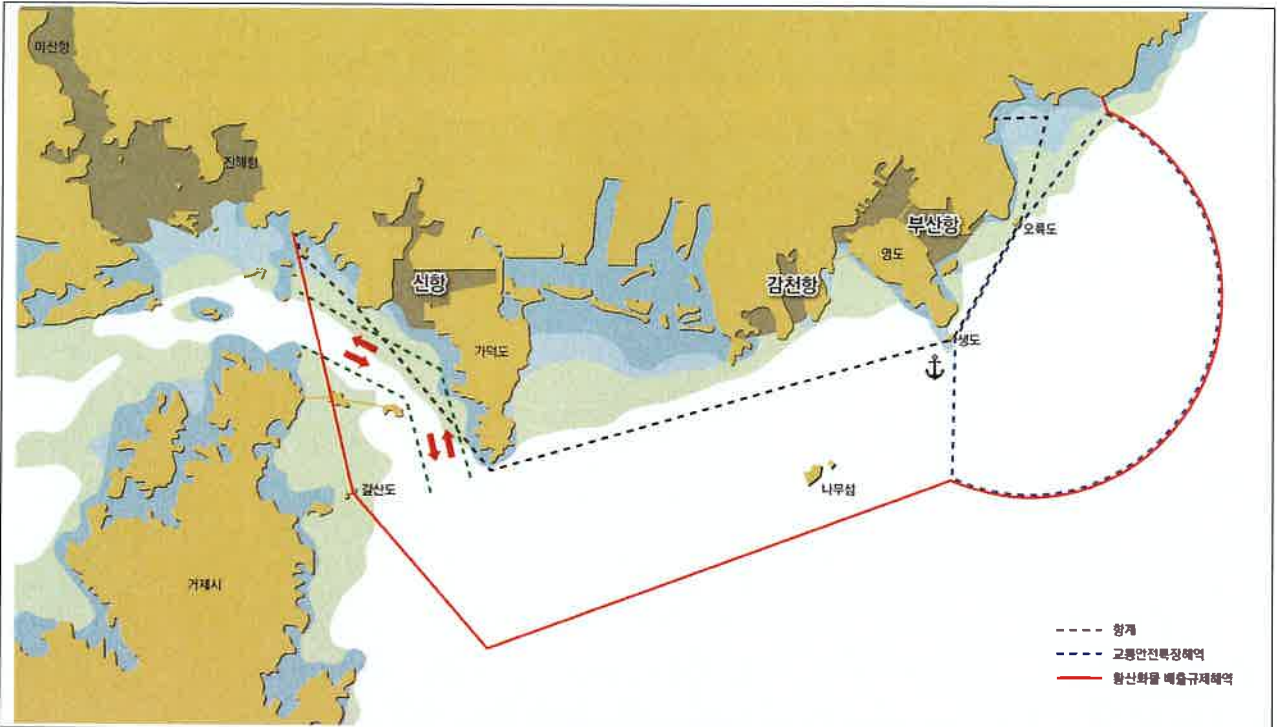 마산항
진해항
신항
가덕도
부산항
오륙도
영도
감천항
생도
나무섬
갈산도
거제시
항계
교통안전특정해역
황산화물 배출규제해역